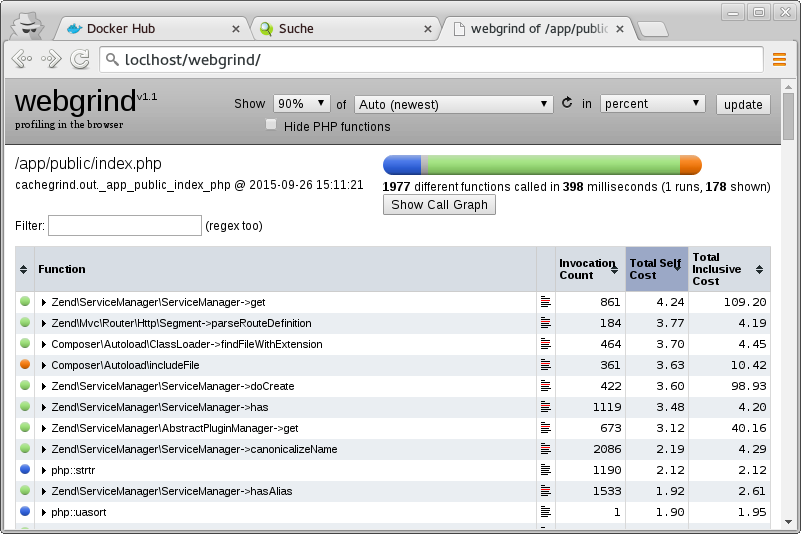 Docker Hub
Suche
webgrind of /app/public
loclhost/webgrind/
webgrind v1.1
profiling in the browser
Show 90% of Auto (newest) in percent update
Hide PHP functions
/app/public/index.php
cachegrind.out._app_public_index_php @ 2015-09-26 15:11:21
1977 different functions called in 398 milliseconds (1 runs, 178 shown)
Show Call Graph
Filter: (regex too)
Function Invocation Count Total Self Cost Total Inclusive Cost
Zend\ServiceManager\ServiceManager->get 861 4.24 109.20
Zend\Mvc\Router\Http\Segment->parseRouteDefinition 184 3.77 4.19
Composer\Autoload\ClassLoader->findFileWithExtension 464 3.70 4.45
Composer\Autoload\includeFile 361 3.63 10.42
Zend\ServiceManager\ServiceManager->doCreate 422 3.60 98.93
Zend\ServiceManager\ServiceManager->has 1119 3.48 4.20
Zend\ServiceManager\AbstractPluginManager->get 673 3.12 40.16
Zend\ServiceManager\ServiceManager->canonicalizeName 2086 2.19 4.29
php::strtr 1190 2.12 2.12
Zend\ServiceManager\ServiceManager->hasAlias 1533 1.92 2.61
php::uasort 1 1.90 1.95